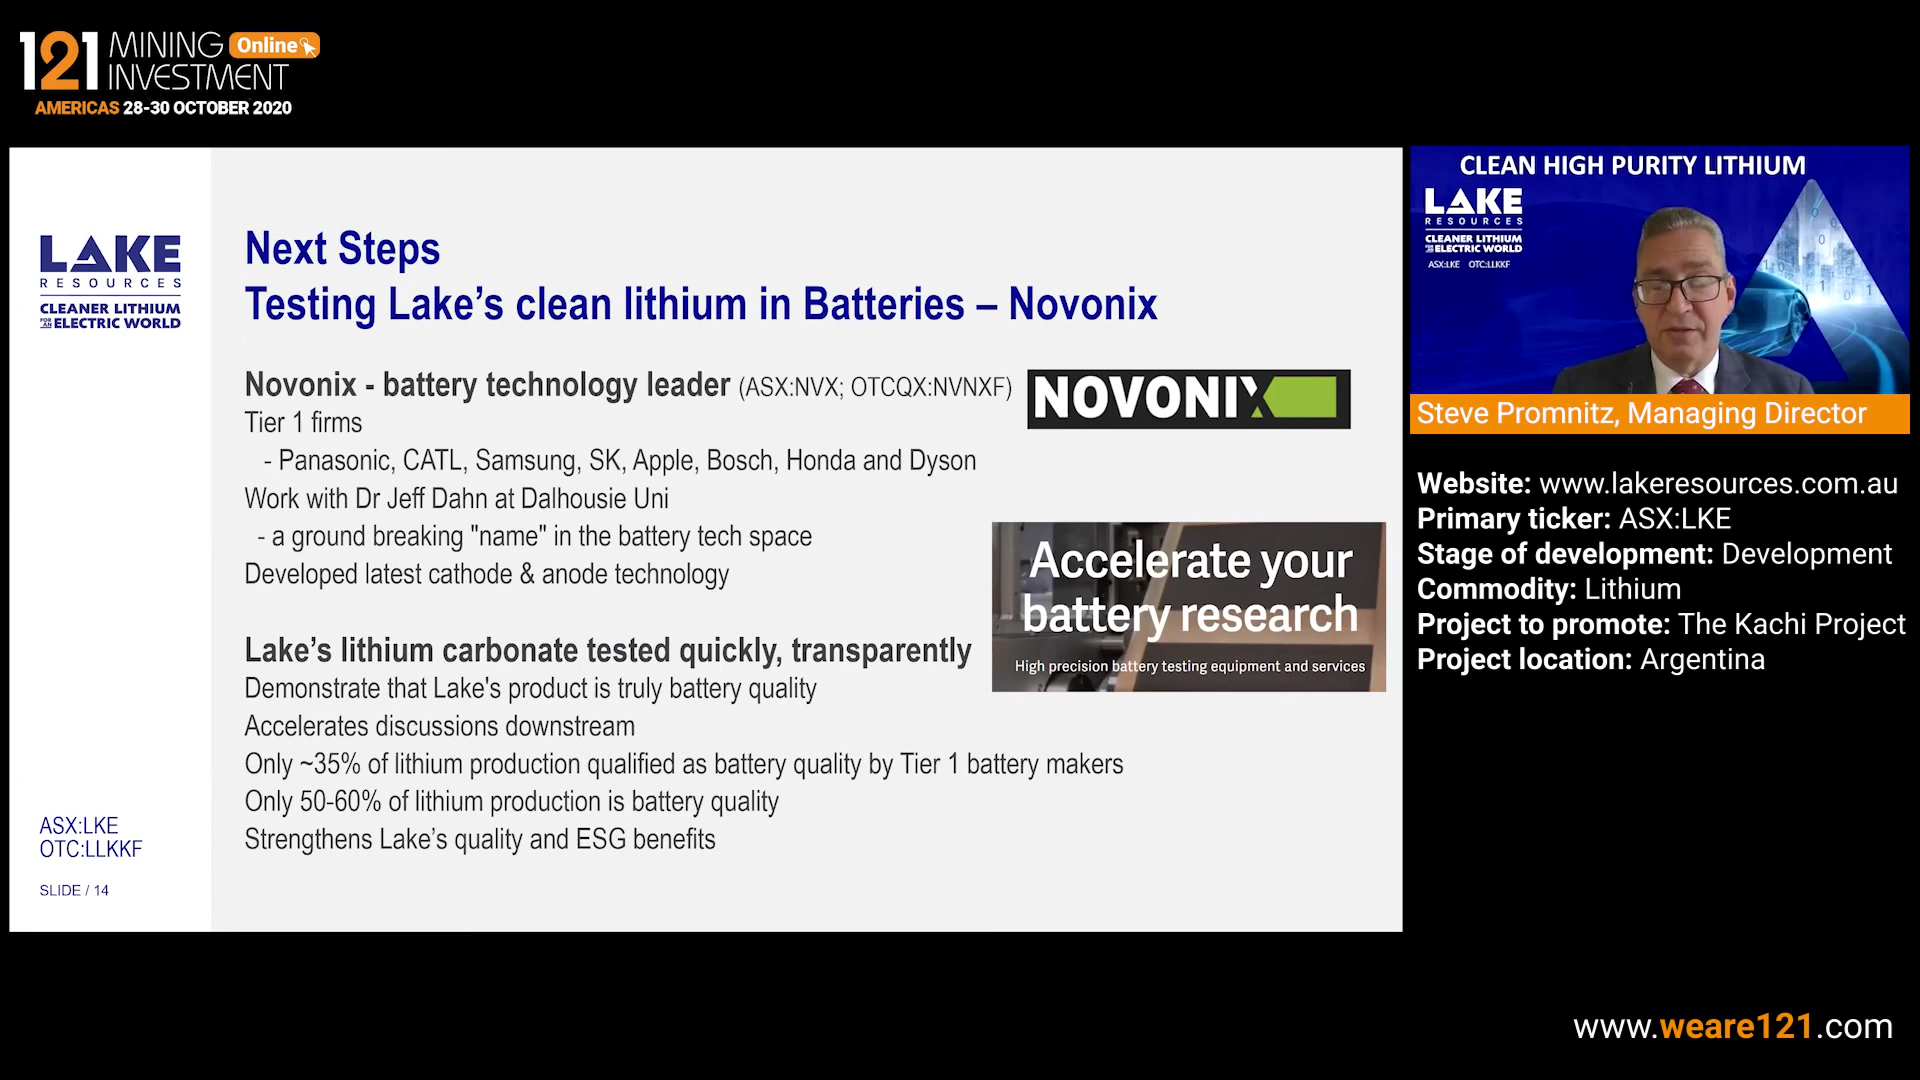 121 MINING INVESTMENT Online
AMERICAS 28-30 OCTOBER 2020
LAKE
RESOURCES
CLEANER LITHIUM
FOR AN ELECTRIC WORLD
Next Steps
Testing Lake's clean lithium in Batteries – Novonix
Novonix - battery technology leader (ASX:NVX; OTCQX:NVNXF)
Tier 1 firms
- Panasonic, CATL, Samsung, SK, Apple, Bosch, Honda and Dyson
Work with Dr Jeff Dahn at Dalhousie Uni
- a ground breaking "name" in the battery tech space
Developed latest cathode & anode technology
NOVONIX
Accelerate your
battery research
High precision battery testing equipment and services
Lake's lithium carbonate tested quickly, transparently
Demonstrate that Lake's product is truly battery quality
Accelerates discussions downstream
Only ~35% of lithium production qualified as battery quality by Tier 1 battery makers
Only 50-60% of lithium production is battery quality
Strengthens Lake's quality and ESG benefits
ASX:LKE
OTC:LLKKF
SLIDE / 14
CLEAN HIGH PURITY LITHIUM
LAKE
RESOURCES
CLEANER LITHIUM
FOR AN ELECTRIC WORLD
ASX:LKE OTC:LLKKF
Steve Promnitz, Managing Director
Website: www.lakeresources.com.au
Primary ticker: ASX:LKE
Stage of development: Development
Commodity: Lithium
Project to promote: The Kachi Project
Project location: Argentina
www.weare121.com